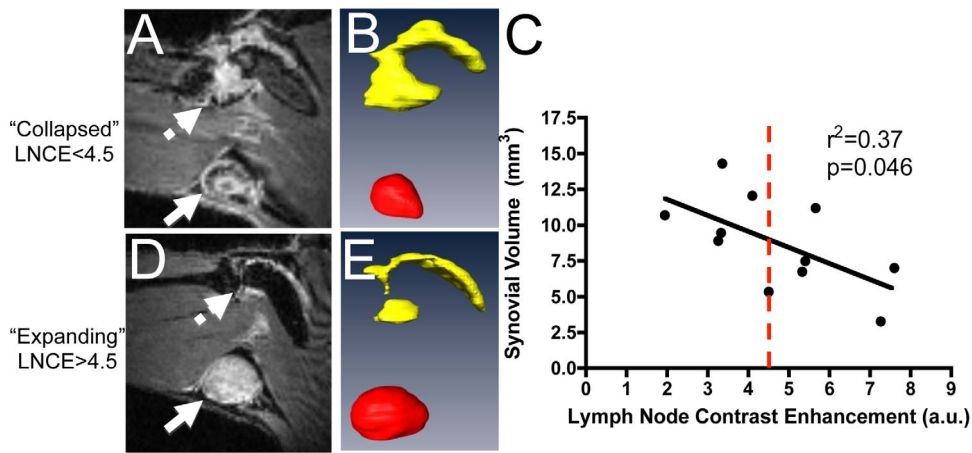 A
B
C
"Collapsed"
LNCE<4.5
D
E
"Expanding"
LNCE>4.5
r²=0.37
p=0.046
Synovial Volume (mm³)
17.5
15.0
12.5
10.0
7.5
5.0
2.5
0.0
0 1 2 3 4 5 6 7 8 9
Lymph Node Contrast Enhancement (a.u.)